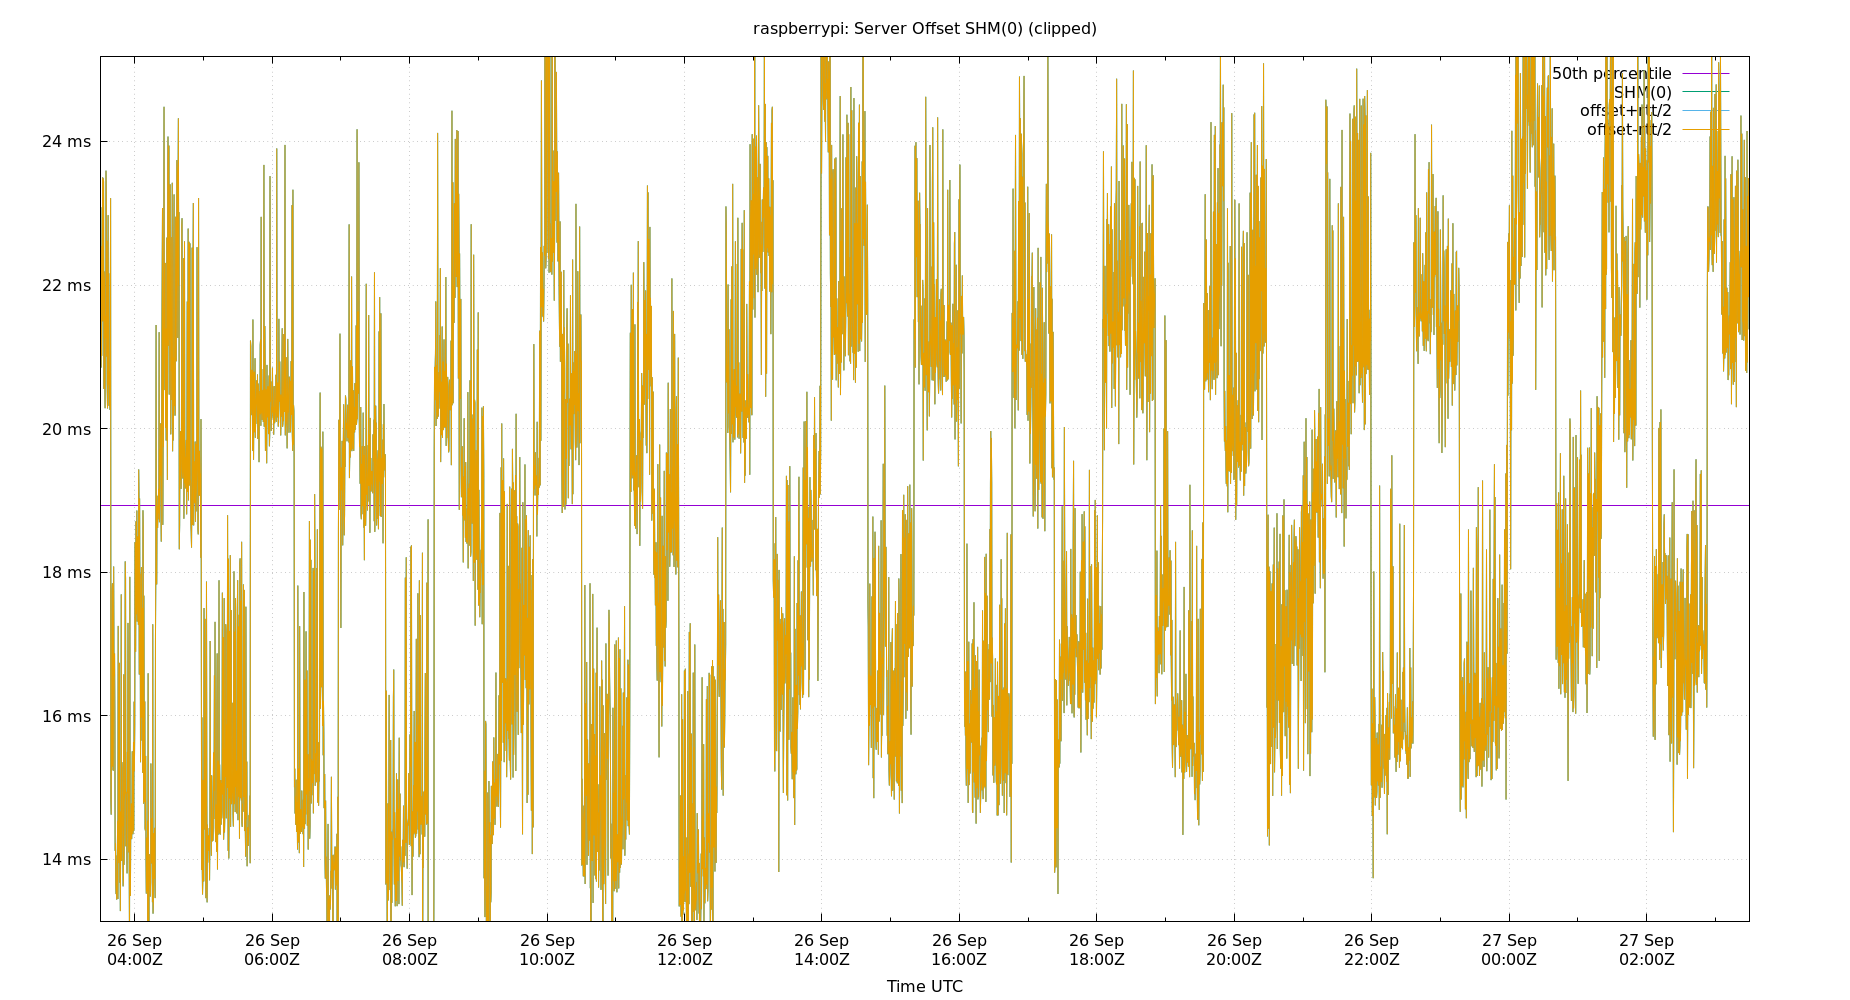 raspberrypi: Server Offset SHM(0) (clipped)
50th percentile
SHM(0)
offset+rtt/2
offset-rtt/2
24 ms
22 ms
20 ms
18 ms
16 ms
14 ms
26 Sep 26 Sep 26 Sep 26 Sep 26 Sep 26 Sep 26 Sep 26 Sep 26 Sep 26 Sep 27 Sep 27 Sep
04:00Z 06:00Z 08:00Z 10:00Z 12:00Z 14:00Z 16:00Z 18:00Z 20:00Z 22:00Z 00:00Z 02:00Z
Time UTC